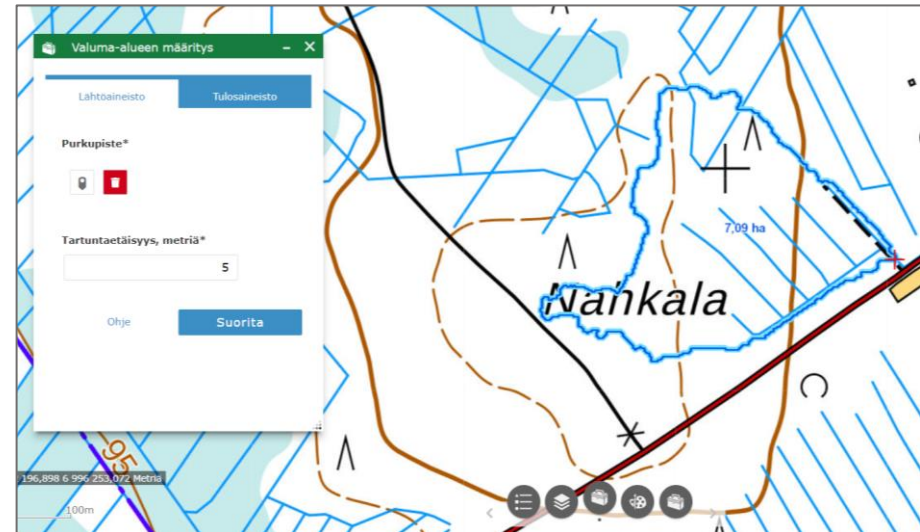 Valuma-alueen määritys
Lähtöaineisto
Tulosaineisto
Purkupiste*
Tartuntaetäisyys, metriä*
5
Ohje
Suorita
7,09 ha
Nahkala
95
196,898 6 996 253,072 Metriä
100m